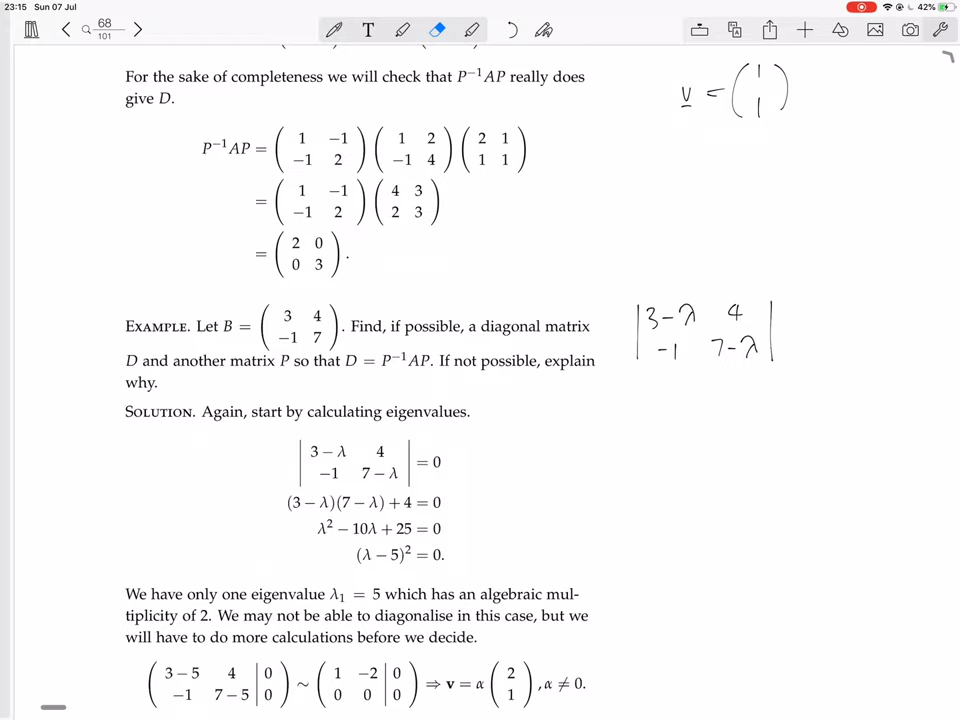 23:15 Sun 07 Jul
42%
68
101
T
For the sake of completeness we will check that P⁻¹AP really does
give D.
P⁻¹AP = ( 1 −1 ; −1 2 ) ( 1 2 ; −1 4 ) ( 2 1 ; 1 1 )
= ( 1 −1 ; −1 2 ) ( 4 3 ; 2 3 )
= ( 2 0 ; 0 3 ) .
v = ( 1 ; 1 )
EXAMPLE. Let B = ( 3 4 ; −1 7 ) . Find, if possible, a diagonal matrix
D and another matrix P so that D = P⁻¹AP. If not possible, explain
why.
| 3−λ 4 ; −1 7−λ |
SOLUTION. Again, start by calculating eigenvalues.
| 3 − λ 4 ; −1 7 − λ | = 0
(3 − λ)(7 − λ) + 4 = 0
λ² − 10λ + 25 = 0
(λ − 5)² = 0.
We have only one eigenvalue λ₁ = 5 which has an algebraic mul-
tiplicity of 2. We may not be able to diagonalise in this case, but we
will have to do more calculations before we decide.
( 3 − 5 4 | 0 ; −1 7 − 5 | 0 ) ∼ ( 1 −2 | 0 ; 0 0 | 0 ) ⇒ v = α ( 2 ; 1 ) , α ≠ 0.